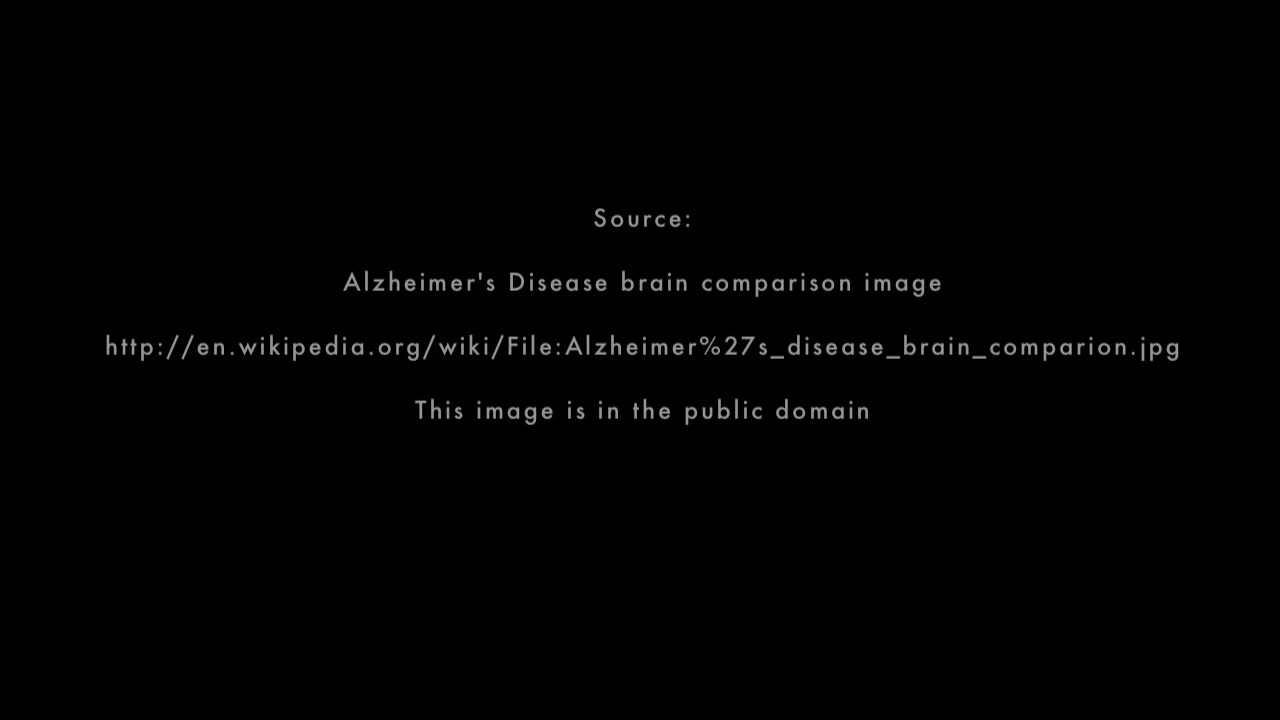 Source:
Alzheimer's Disease brain comparison image
http://en.wikipedia.org/wiki/File:Alzheimer%27s_disease_brain_comparion.jpg
This image is in the public domain